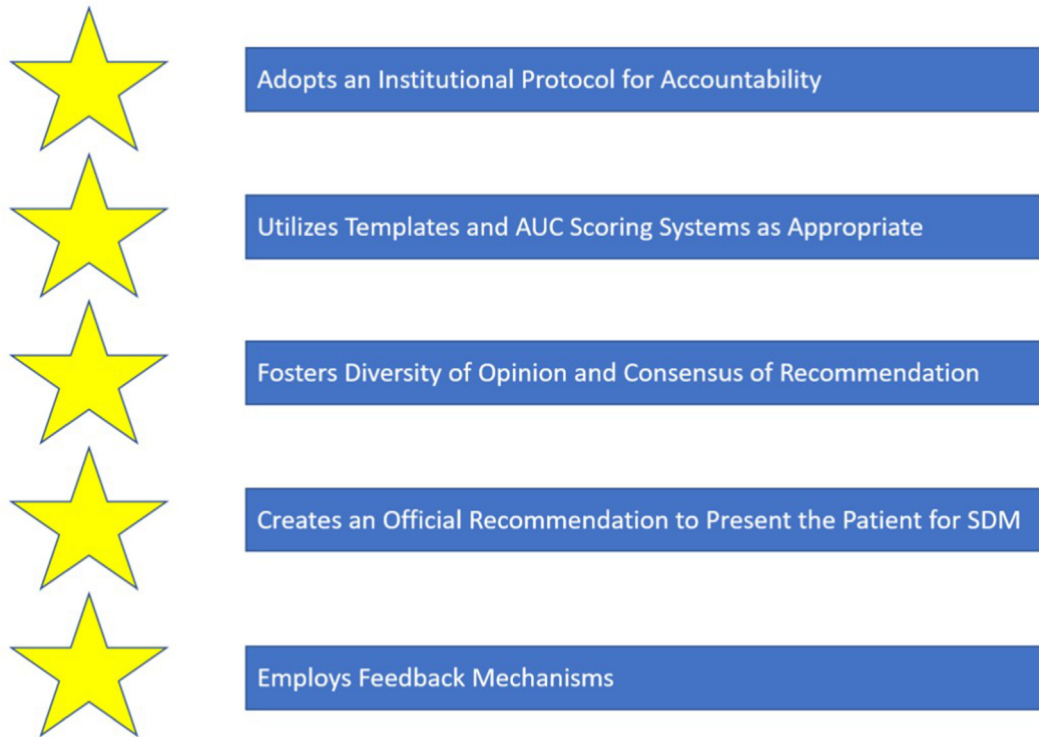 Adopts an Institutional Protocol for Accountability
Utilizes Templates and AUC Scoring Systems as Appropriate
Fosters Diversity of Opinion and Consensus of Recommendation
Creates an Official Recommendation to Present the Patient for SDM
Employs Feedback Mechanisms